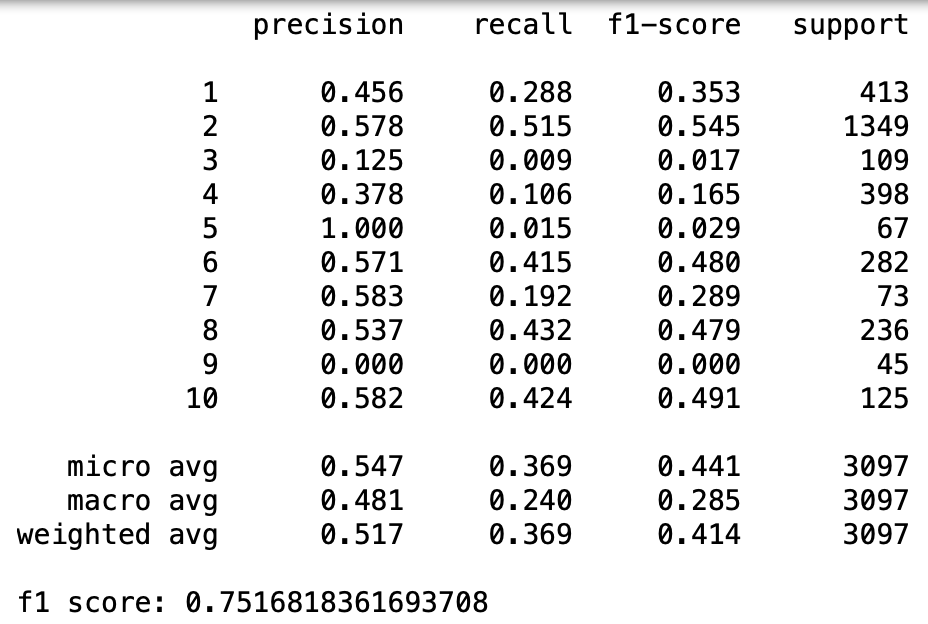 precision recall f1-score support
1 0.456 0.288 0.353 413
2 0.578 0.515 0.545 1349
3 0.125 0.009 0.017 109
4 0.378 0.106 0.165 398
5 1.000 0.015 0.029 67
6 0.571 0.415 0.480 282
7 0.583 0.192 0.289 73
8 0.537 0.432 0.479 236
9 0.000 0.000 0.000 45
10 0.582 0.424 0.491 125
micro avg 0.547 0.369 0.441 3097
macro avg 0.481 0.240 0.285 3097
weighted avg 0.517 0.369 0.414 3097
f1 score: 0.7516818361693708